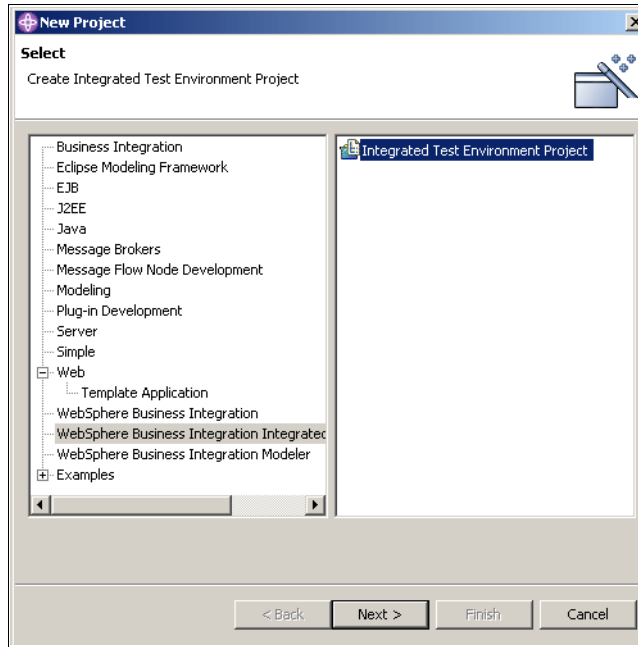 New Project
Select
Create Integrated Test Environment Project
Business Integration
Eclipse Modeling Framework
EJB
J2EE
Java
Message Brokers
Message Flow Node Development
Modeling
Plug-in Development
Server
Simple
Web
Template Application
WebSphere Business Integration
WebSphere Business Integration Integrated
WebSphere Business Integration Modeler
Examples
Integrated Test Environment Project
< Back
Next >
Finish
Cancel